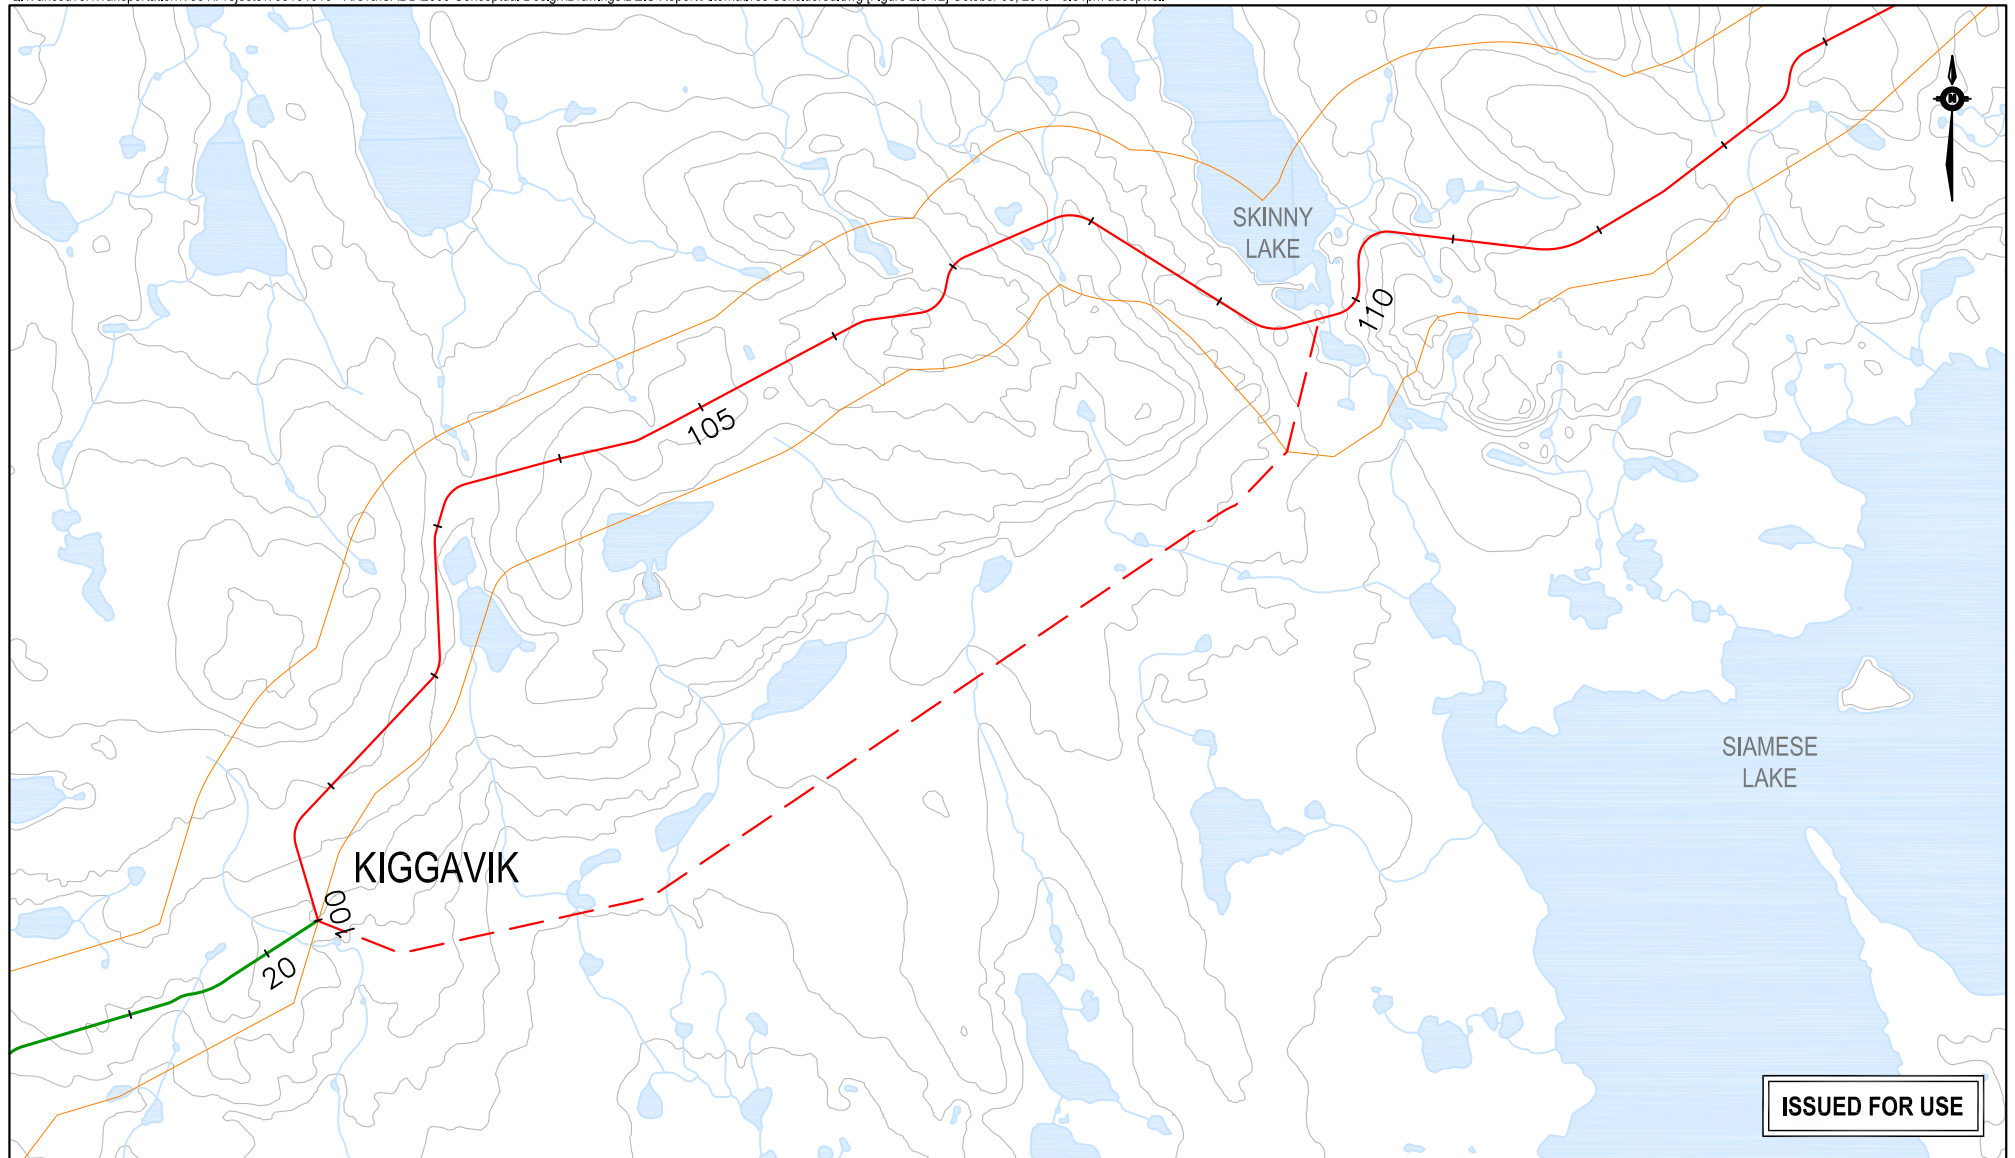 SKINNY
LAKE
110
105
SIAMESE
LAKE
KIGGAVIK
100
20
ISSUED FOR USE